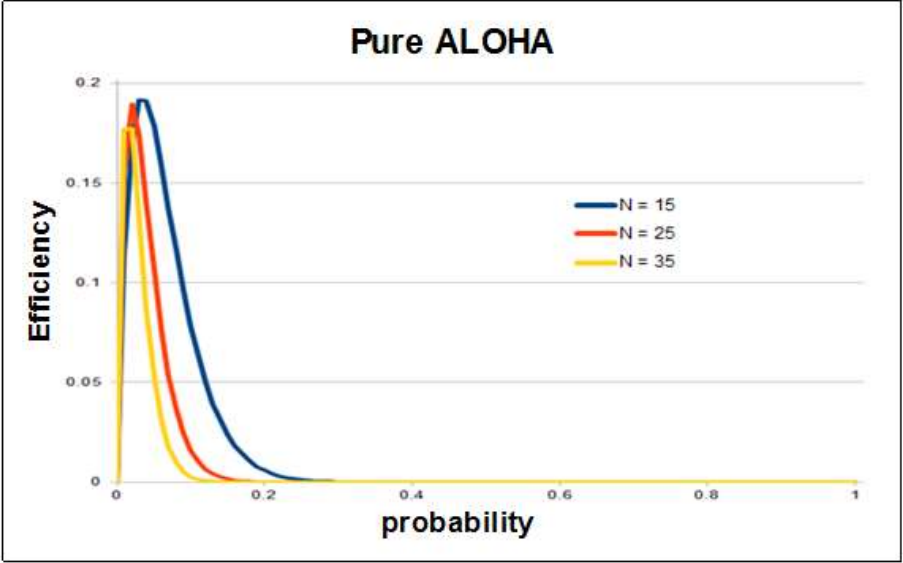 Pure ALOHA
0.2
0.15
0.1
0.05
0
Efficiency
N = 15
N = 25
N = 35
0
0.2
0.4
0.6
0.8
1
probability